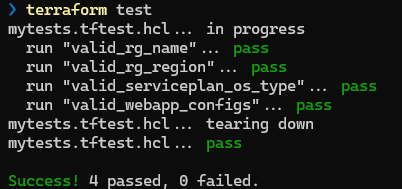 ❯ terraform test
mytests.tftest.hcl... in progress
  run "valid_rg_name"... pass
  run "valid_rg_region"... pass
  run "valid_serviceplan_os_type"... pass
  run "valid_webapp_configs"... pass
mytests.tftest.hcl... tearing down
mytests.tftest.hcl... pass

Success! 4 passed, 0 failed.